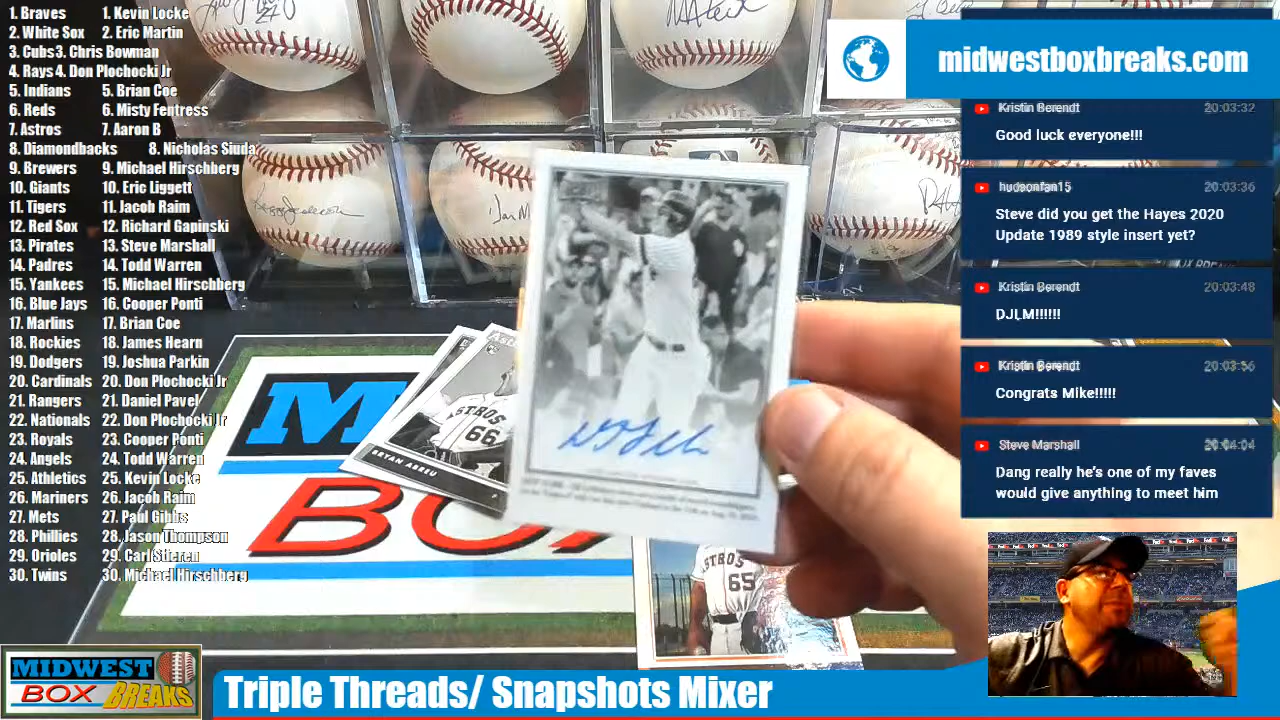 1. Braves 1. Kevin Locke
2. White Sox 2. Eric Martin
3. Cubs 3. Chris Bowman
4. Rays 4. Don Plochocki Jr
5. Indians 5. Brian Coe
6. Reds 6. Misty Fentress
7. Astros 7. Aaron B
8. Diamondbacks 8. Nicholas Siuda
9. Brewers 9. Michael Hirschberg
10. Giants 10. Eric Liggett
11. Tigers 11. Jacob Raim
12. Red Sox 12. Richard Gapinski
13. Pirates 13. Steve Marshall
14. Padres 14. Todd Warren
15. Yankees 15. Michael Hirschberg
16. Blue Jays 16. Cooper Ponti
17. Marlins 17. Brian Coe
18. Rockies 18. James Hearn
19. Dodgers 19. Joshua Parkin
20. Cardinals 20. Don Plochocki Jr
21. Rangers 21. Daniel Pavel
22. Nationals 22. Don Plochocki Jr
23. Royals 23. Cooper Ponti
24. Angels 24. Todd Warren
25. Athletics 25. Kevin Locke
26. Mariners 26. Jacob Raim
27. Mets 27. Paul Gibbs
28. Phillies 28. Jason Thompson
29. Orioles 29. Carl Stieren
30. Twins 30. Michael Hirschberg
midwestboxbreaks.com
Kristin Berendt 20:03:32
Good luck everyone!!!
hudsonfan15 20:03:36
Steve did you get the Hayes 2020
Update 1989 style insert yet?
Kristin Berendt 20:03:48
DJLM!!!!!!
Kristin Berendt 20:03:56
Congrats Mike!!!!!
Steve Marshall 20:04:04
Dang really he's one of my faves
would give anything to meet him
ASTROS
66
BRYAN ABREU
M
BO
ASTROS
65
MIDWEST
BOX BREAKS
Triple Threads/ Snapshots Mixer